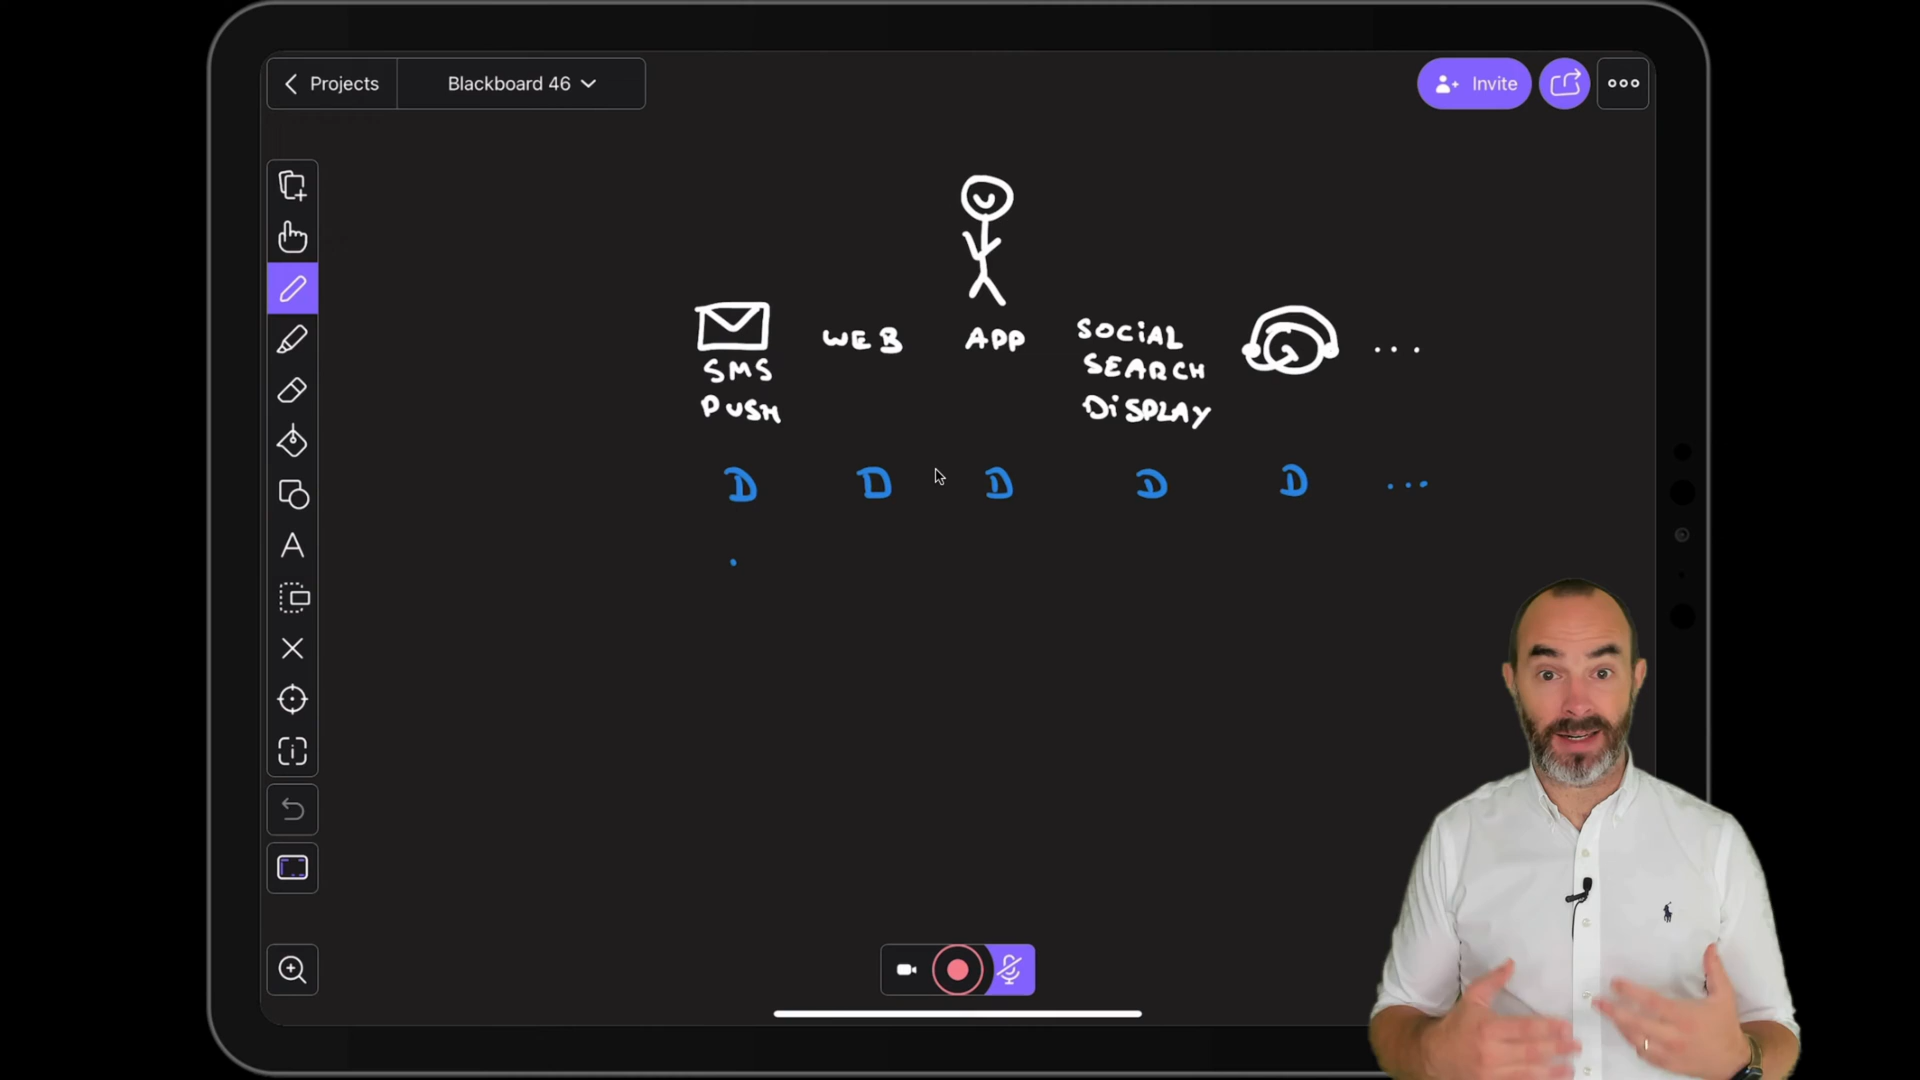 Projects
Blackboard 46
Invite
WEB
APP
SOCiAL
SMS
SEARCH
PUSH
DiSPLAY
D D D D D ...